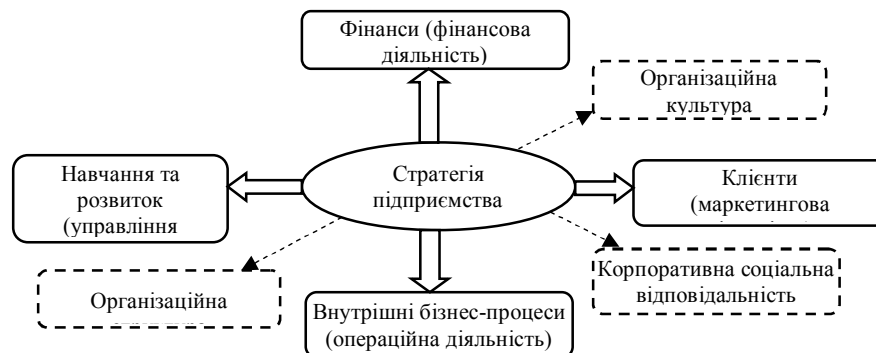 Фінанси (фінансова
діяльність)
Організаційна
культура
Навчання та
розвиток
(управління
Стратегія
підприємства
Клієнти
(маркетингова
Організаційна
Корпоративна соціальна
відповідальність
Внутрішні бізнес-процеси
(операційна діяльність)